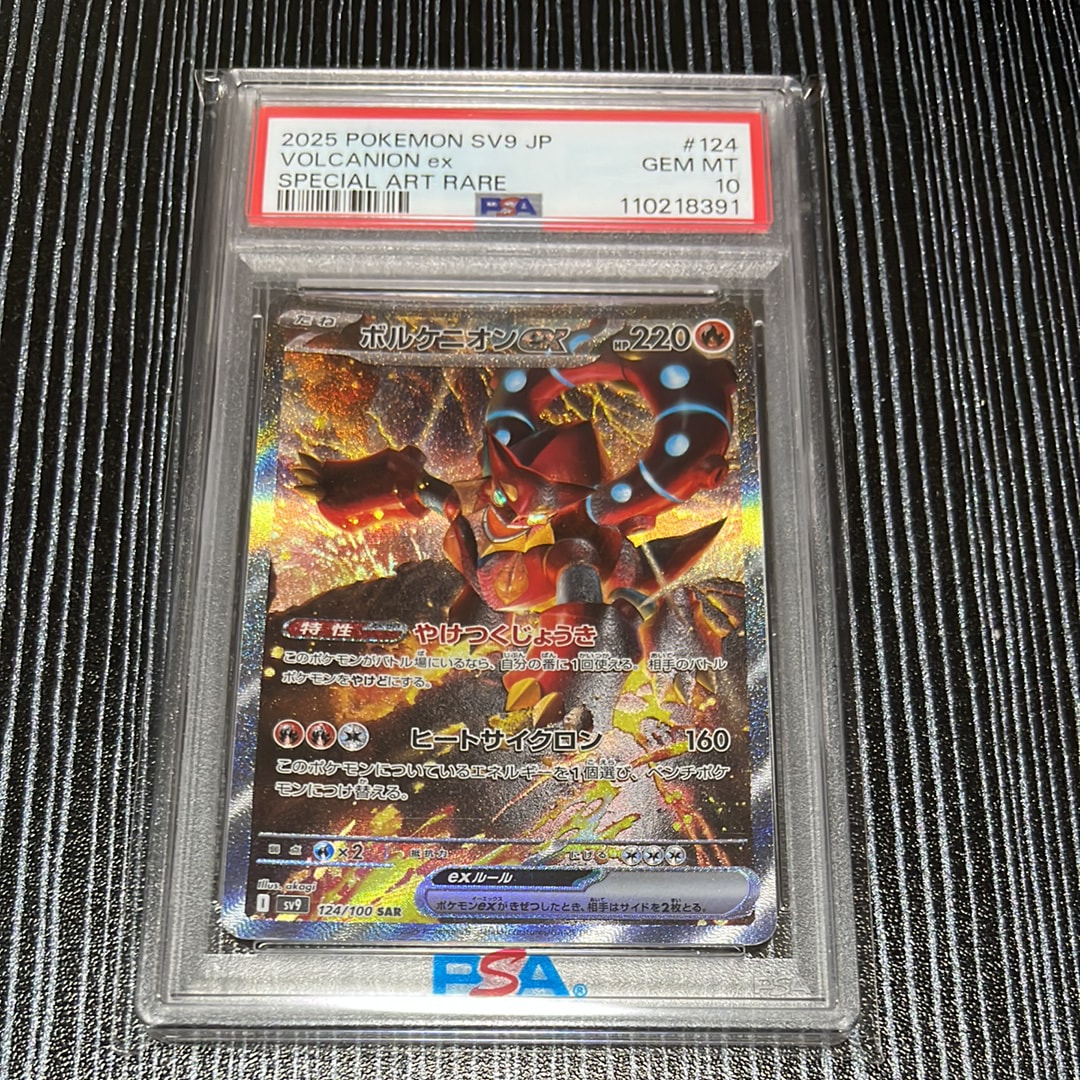 2025 POKEMON SV9 JP #124
VOLCANION ex GEM MT
SPECIAL ART RARE 10
PSA 110218391
たね ボルケニオンex HP220
特性 やけつくじょうき
このポケモンがバトル場にいるなら、自分の番に1回使える。相手のバトル
ポケモンをやけどにする。
ヒートサイクロン 160
このポケモンについているエネルギーを1個選び、ベンチポケ
モンにつけ替える。
弱点 ×2 抵抗力 にげる
Illus. akagi
exルール
I SV9 124/100 SAR
ポケモンexがきぜつしたとき、相手はサイドを2枚とる。
PSA®
PSA